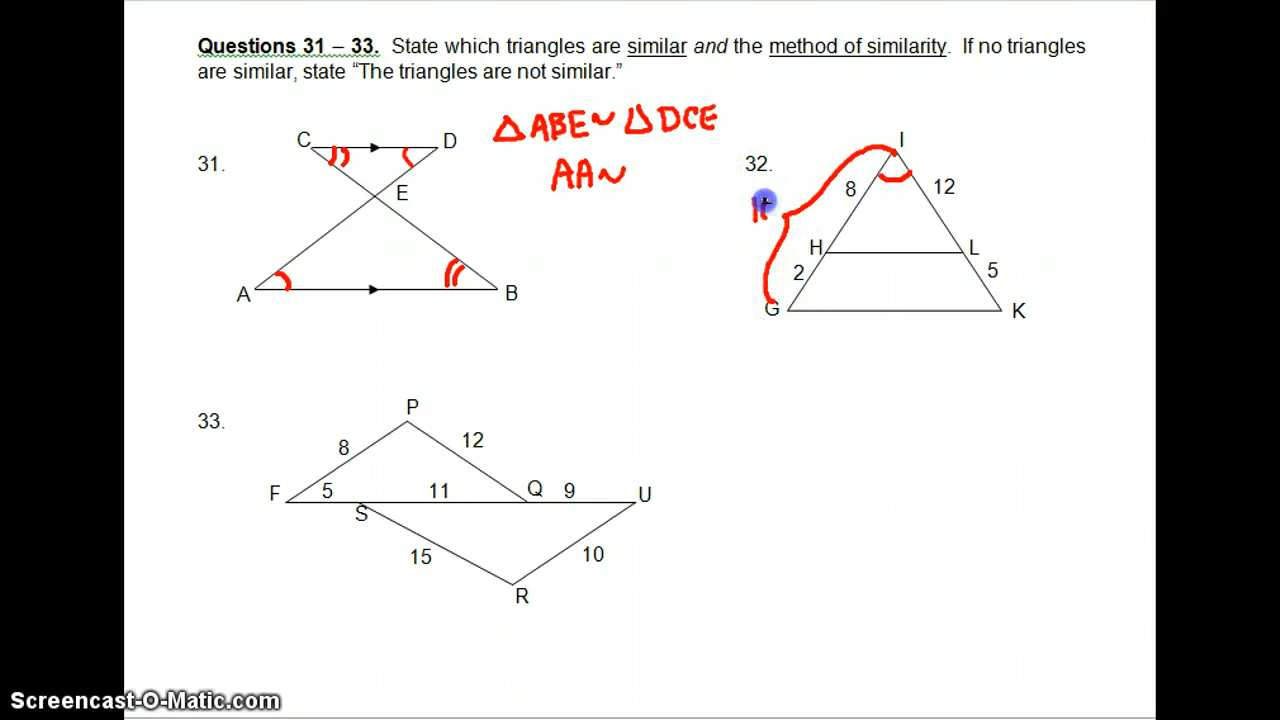 Questions 31 – 33. State which triangles are similar and the method of similarity. If no triangles
are similar, state “The triangles are not similar.”
31.
C
D
E
A
B
△ABE~△DCE
AA~
32.
I
8
12
H
L
2
5
G
K
33.
P
8
12
F
5
11
Q
9
U
S
15
10
R
Screencast-O-Matic.com